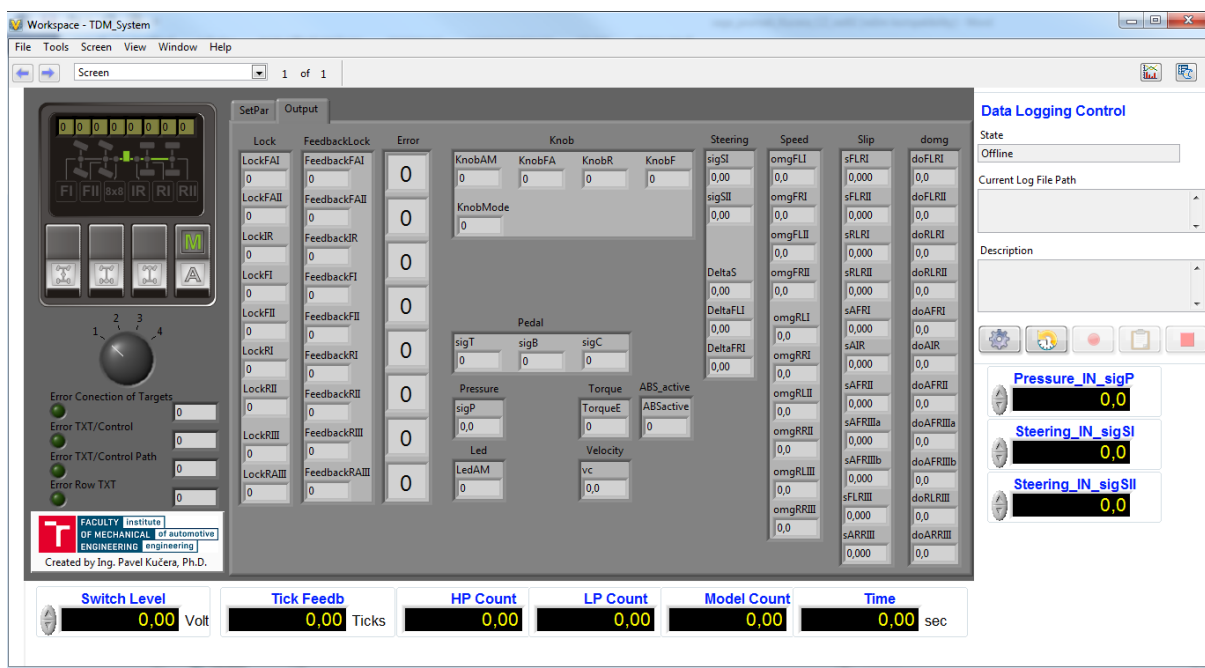 Workspace - TDM_System
File Tools Screen View Window Help
Screen 1 of 1
SetPar Output
0 0 0 0 0 0 0 0
FI FII 8x8 IR RI RII
M
A
1 2 3 4
Error Conection of Targets
0
Error TXT/Control
0
Error TXT/Control Path
0
Error Row TXT
0
FACULTY institute
OF MECHANICAL of automotive
ENGINEERING engineering
Created by Ing. Pavel Kučera, Ph.D.
Lock
LockFAI
0
LockFAII
0
LockIR
0
LockFI
0
LockFII
0
LockRI
0
LockRII
0
LockRIII
0
LockRAIII
0
FeedbackLock
FeedbackFAI
0
FeedbackFAII
0
FeedbackIR
0
FeedbackFI
0
FeedbackFII
0
FeedbackRI
0
FeedbackRII
0
FeedbackRIII
0
FeedbackRAIII
0
Error
0
0
0
0
0
0
0
0
Knob
KnobAM KnobFA KnobR KnobF
0 0 0 0
KnobMode
0
Pedal
sigT sigB sigC
0 0 0
Pressure
sigP
0,0
Torque
TorqueE
0
ABS_active
ABSactive
0
Led
LedAM
0
Velocity
vc
0,0
Steering
sigSI
0,00
sigSII
0,00
DeltaS
0,00
DeltaFLI
0,00
DeltaFRI
0,00
Speed
omgFLI
0,0
omgFRI
0,0
omgFLII
0,0
omgFRII
0,0
omgRLI
0,0
omgRRI
0,0
omgRLII
0,0
omgRRII
0,0
omgRLIII
0,0
omgRRIII
0,0
Slip
sFLRI
0,000
sFLRII
0,000
sRLRI
0,000
sRLRII
0,000
sAFRI
0,000
sAIR
0,000
sAFRII
0,000
sAFRIIIa
0,000
sAFRIIIb
0,000
sFLRIII
0,000
sARRIII
0,000
domg
doFLRI
0,0
doFLRII
0,0
doRLRI
0,0
doRLRII
0,0
doAFRI
0,0
doAIR
0,0
doAFRII
0,0
doAFRIIIa
0,0
doAFRIIIb
0,0
doRLRIII
0,0
doARRIII
0,0
Data Logging Control
State
Offline
Current Log File Path
Description
Pressure_IN_sigP
0,0
Steering_IN_sigSI
0,0
Steering_IN_sigSII
0,0
Switch Level
0,00 Volt
Tick Feedb
0,00 Ticks
HP Count
0,00
LP Count
0,00
Model Count
0,00
Time
0,00 sec